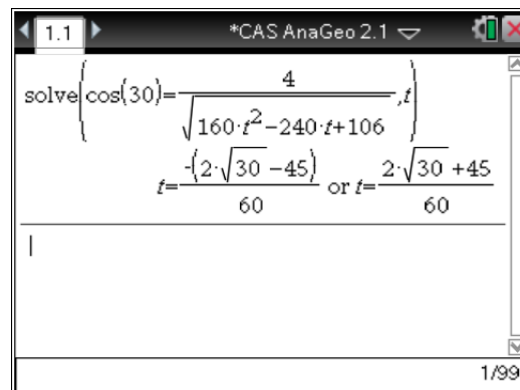 1.1 *CAS AnaGeo 2.1
solve(cos(30)=4/√(160·t²-240·t+106),t)
t=-(2·√30-45)/60 or t=(2·√30+45)/60
1/99